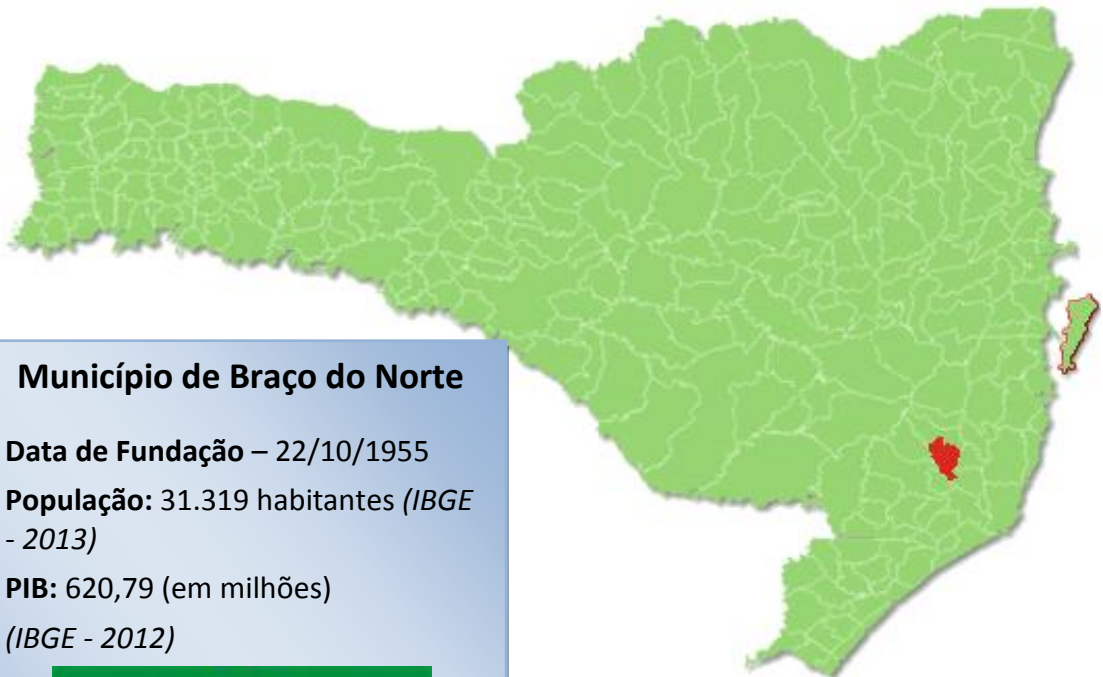 Município de Braço do Norte
Data de Fundação – 22/10/1955
População: 31.319 habitantes (IBGE
- 2013)
PIB: 620,79 (em milhões)
(IBGE - 2012)